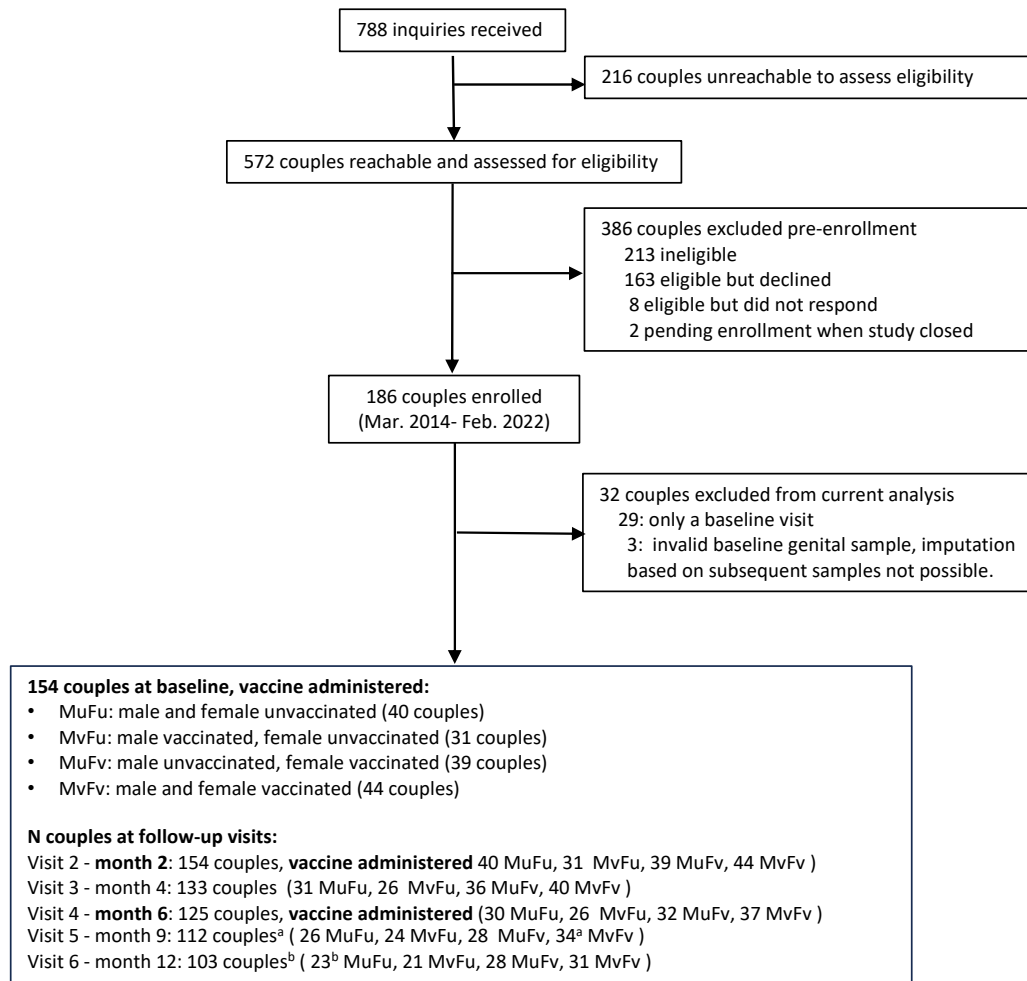 788 inquiries received
216 couples unreachable to assess eligibility
572 couples reachable and assessed for eligibility
386 couples excluded pre-enrollment
213 ineligible
163 eligible but declined
8 eligible but did not respond
2 pending enrollment when study closed
186 couples enrolled
(Mar. 2014- Feb. 2022)
32 couples excluded from current analysis
29: only a baseline visit
3:  invalid baseline genital sample, imputation
based on subsequent samples not possible.
154 couples at baseline, vaccine administered:
• MuFu: male and female unvaccinated (40 couples)
• MvFu: male vaccinated, female unvaccinated (31 couples)
• MuFv: male unvaccinated, female vaccinated (39 couples)
• MvFv: male and female vaccinated (44 couples)
N couples at follow-up visits:
Visit 2 - month 2: 154 couples, vaccine administered 40 MuFu, 31  MvFu, 39 MuFv, 44 MvFv )
Visit 3 - month 4: 133 couples  (31 MuFu, 26  MvFu, 36 MuFv, 40 MvFv )
Visit 4 - month 6: 125 couples, vaccine administered (30 MuFu, 26  MvFu, 32 MuFv, 37 MvFv )
Visit 5 - month 9: 112 couplesᵃ ( 26 MuFu, 24 MvFu, 28  MuFv, 34ᵃ MvFv )
Visit 6 - month 12: 103 couplesᵇ ( 23ᵇ MuFu, 21 MvFu, 28 MuFv, 31 MvFv )